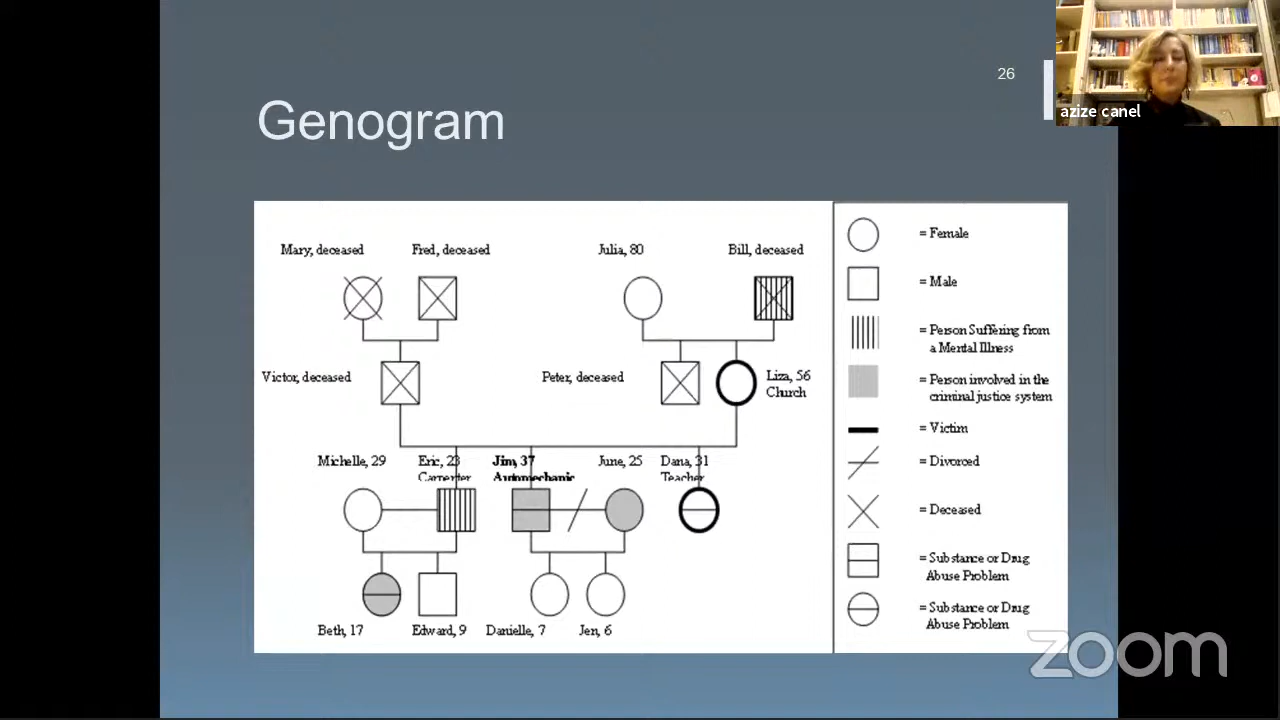 26
azize canel
Genogram
Mary, deceased
Fred, deceased
Julia, 80
Bill, deceased
Victor, deceased
Peter, deceased
Liza, 56
Church
Michelle, 29
Eric, 23
Carpenter
Jim, 37
Automechanic
June, 25
Dana, 31
Teacher
Beth, 17
Edward, 9
Danielle, 7
Jen, 6
= Female
= Male
= Person Suffering from
a Mental Illness
= Person involved in the
criminal justice system
= Victim
= Divorced
= Deceased
= Substance or Drug
Abuse Problem
= Substance or Drug
Abuse Problem
zoom